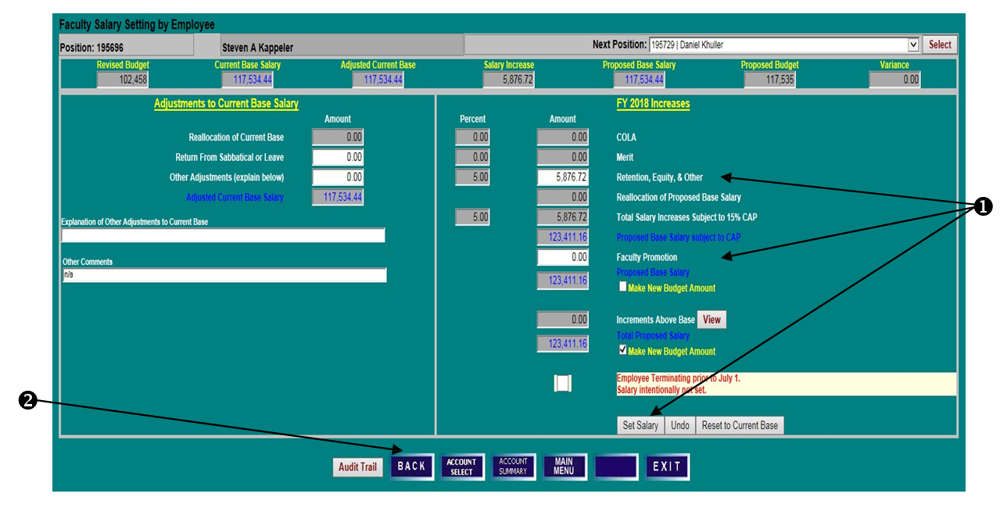 Faculty Salary Setting by Employee
Position: 195696 Steven A Kappeler Next Position: 195729 | Daniel Khuller Select
Revised Budget Current Base Salary Adjusted Current Base Salary Increase Proposed Base Salary Proposed Budget Variance
102,458 117,534.44 117,534.44 5,876.72 117,534.44 117,535 0.00
Adjustments to Current Base Salary
Amount
Reallocation of Current Base 0.00
Return From Sabbatical or Leave 0.00
Other Adjustments (explain below) 0.00
Adjusted Current Base Salary 117,534.44
Explanation of Other Adjustments to Current Base
Other Comments
n/a
FY 2018 Increases
Percent Amount
0.00 0.00 COLA
0.00 0.00 Merit
5.00 5,876.72 Retention, Equity, & Other
0.00 Reallocation of Proposed Base Salary
5.00 5,876.72 Total Salary Increases Subject to 15% CAP
123,411.16 Proposed Base Salary subject to CAP
0.00 Faculty Promotion
123,411.16 Proposed Base Salary
Make New Budget Amount
0.00 Increments Above Base View
123,411.16 Total Proposed Salary
Make New Budget Amount
Employee Terminating prior to July 1.
Salary intentionally not set.
Set Salary Undo Reset to Current Base
❶
❷
Audit Trail BACK ACCOUNT SELECT ACCOUNT SUMMARY MAIN MENU EXIT